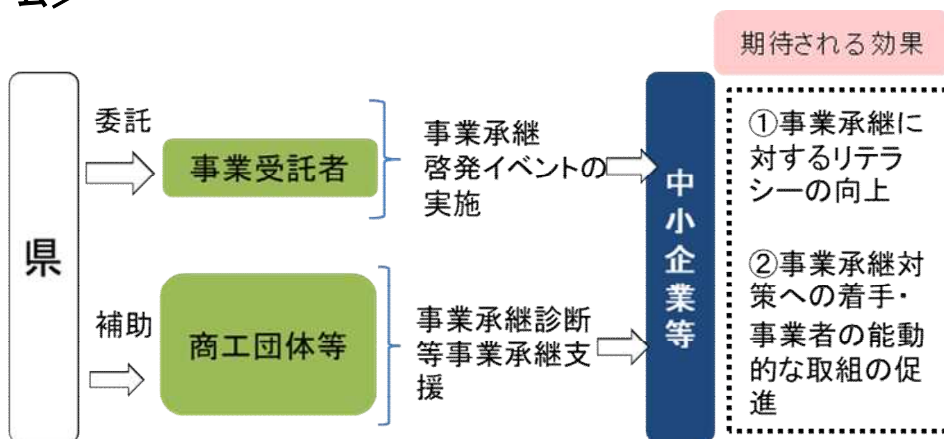 期待される効果
県
委託
事業受託者
事業承継
啓発イベントの
実施
補助
商工団体等
事業承継診断
等事業承継支
援
中小企業等
①事業承継に
対するリテラ
シーの向上
②事業承継対
策への着手・
事業者の能動
的な取組の促
進